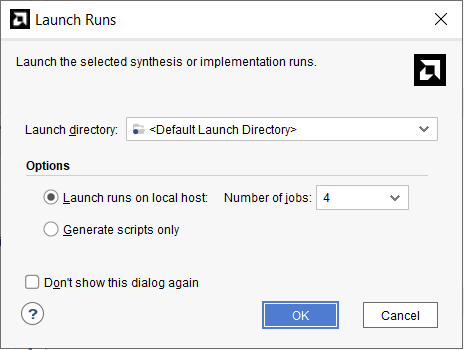 Launch Runs
Launch the selected synthesis or implementation runs.
Launch directory: <Default Launch Directory>
Options
Launch runs on local host: Number of jobs: 4
Generate scripts only
Don't show this dialog again
? OK Cancel